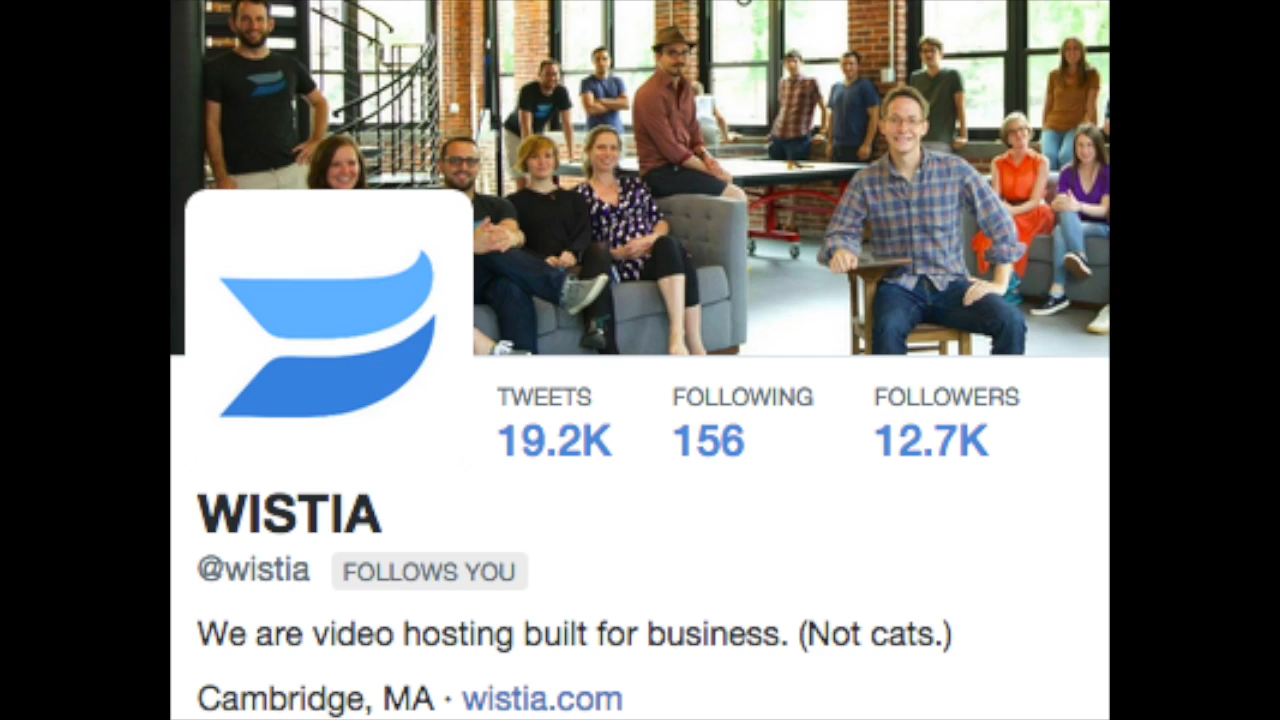 TWEETS FOLLOWING FOLLOWERS
19.2K 156 12.7K
WISTIA
@wistia FOLLOWS YOU
We are video hosting built for business. (Not cats.)
Cambridge, MA · wistia.com